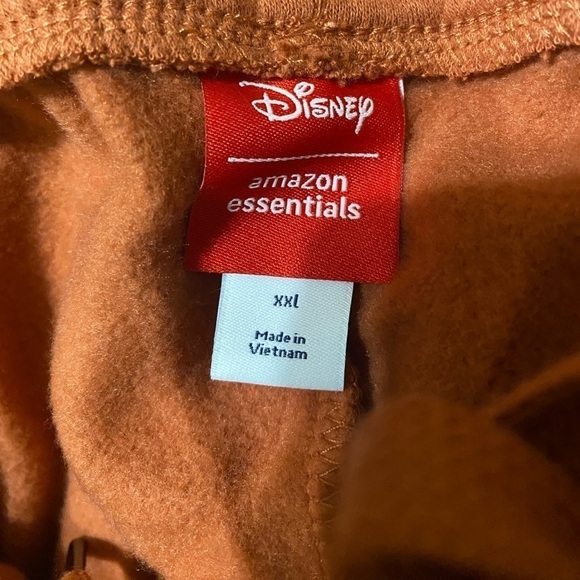 Disney
amazon
essentials
xxl
Made in
Vietnam